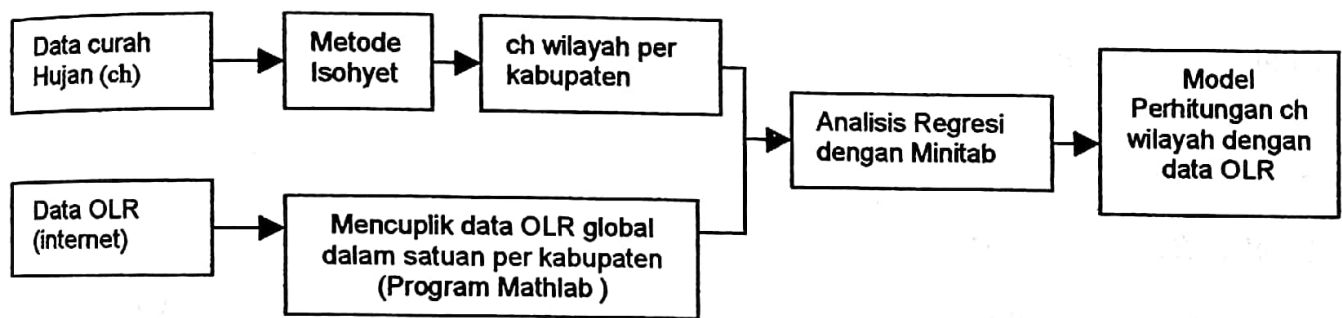 Data curah
Hujan (ch)
Metode
Isohyet
ch wilayah per
kabupaten
Data OLR
(internet)
Mencuplik data OLR global
dalam satuan per kabupaten
(Program Mathlab )
Analisis Regresi
dengan Minitab
Model
Perhitungan ch
wilayah dengan
data OLR